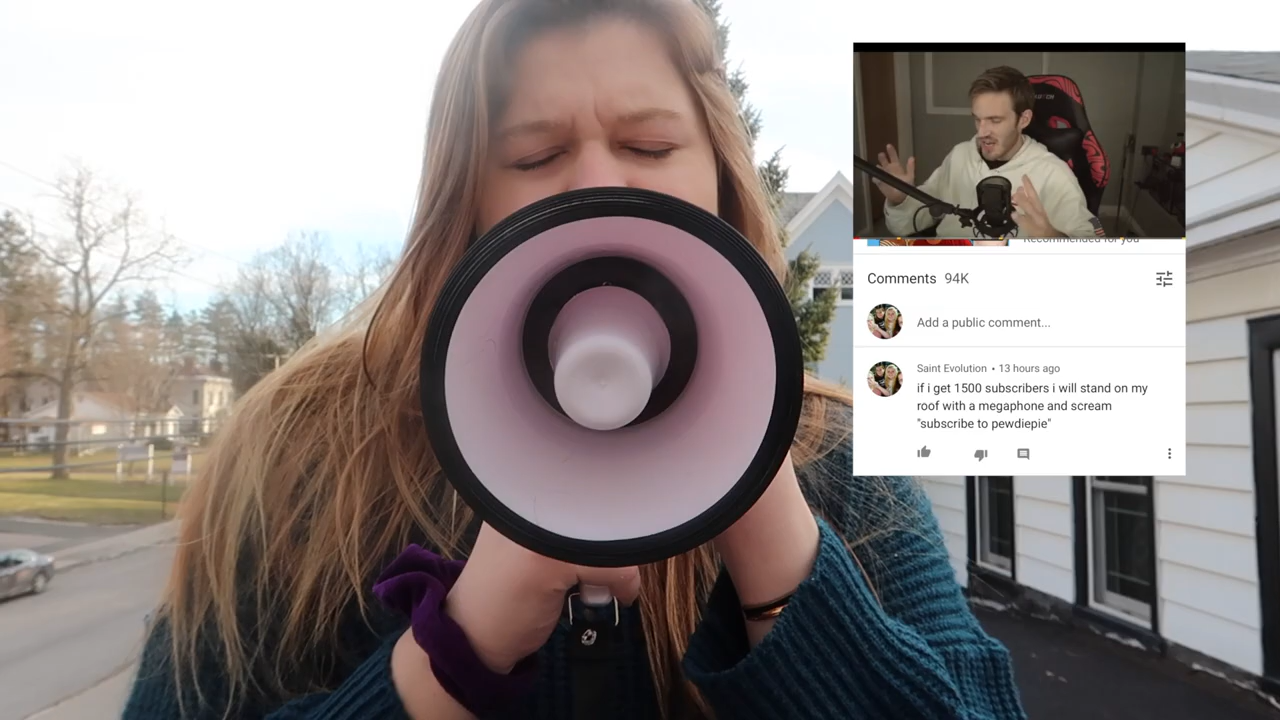 Recommended for you
Comments 94K
Add a public comment...
Saint Evolution • 13 hours ago
if i get 1500 subscribers i will stand on my
roof with a megaphone and scream
"subscribe to pewdiepie"